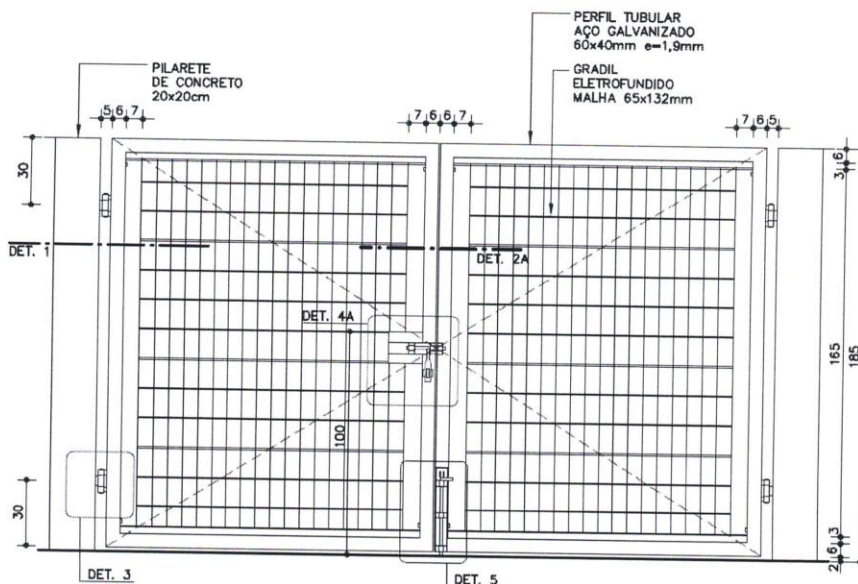 PERFIL TUBULAR
AÇO GALVANIZADO
60x40mm e=1,9mm
PILARETE
DE CONCRETO
20x20cm
GRADIL
ELETROFUNDIDO
MALHA 65x132mm
5 6 7
7 6 6 7
7 6 5
30
6
3
DET. 1
DET. 2A
DET. 4A
165
185
100
30
3
6
2
DET. 3
DET. 5